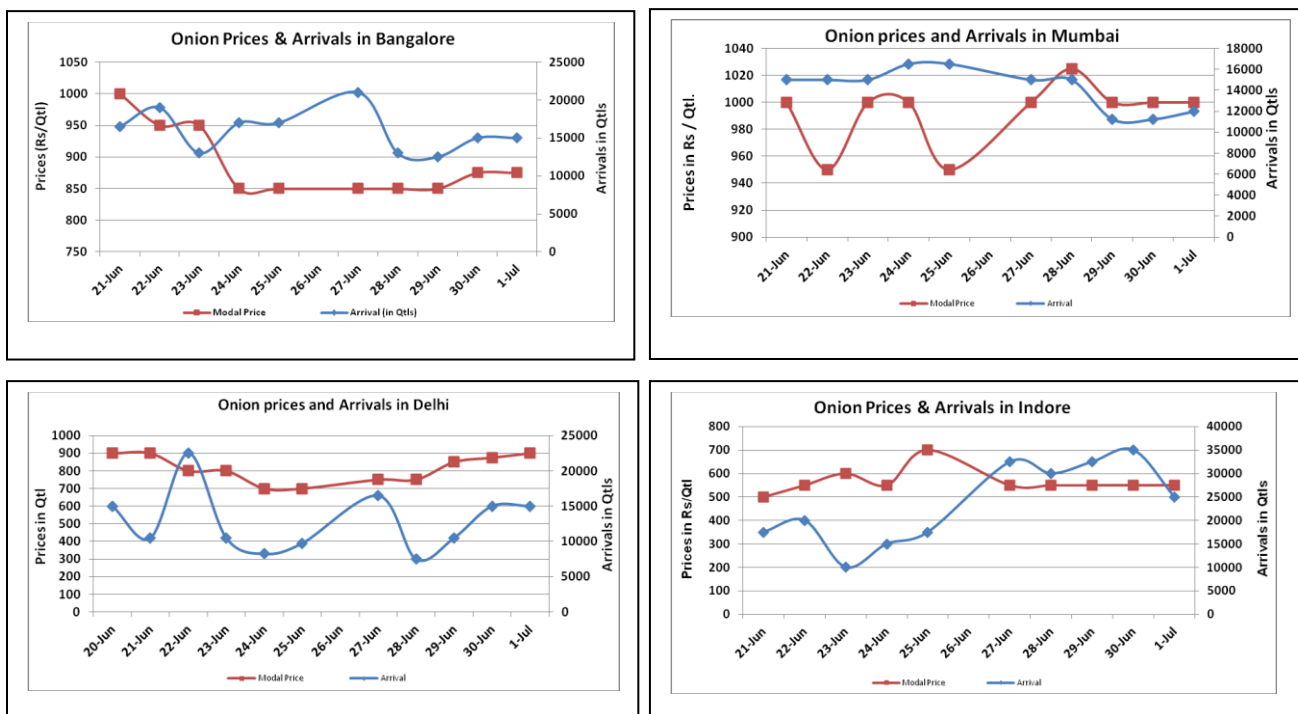 Onion Prices & Arrivals in Bangalore
Prices (Rs/Qtl)
1050
1000
950
900
850
800
750
25000
20000
15000
10000
5000
0
Arrivals in Qtls
21-Jun
22-Jun
23-Jun
24-Jun
25-Jun
26-Jun
27-Jun
28-Jun
29-Jun
30-Jun
1-Jul
Modal Price
Arrival (in Qtls)
Onion prices and Arrivals in Mumbai
Prices in Rs / Qtl.
1040
1020
1000
980
960
940
920
900
18000
16000
14000
12000
10000
8000
6000
4000
2000
0
Arrivals in Qtls
21-Jun
22-Jun
23-Jun
24-Jun
25-Jun
26-Jun
27-Jun
28-Jun
29-Jun
30-Jun
1-Jul
Modal Price
Arrival
Onion prices and Arrivals in Delhi
Prices in Qtl
1000
900
800
700
600
500
400
300
200
100
0
25000
20000
15000
10000
5000
0
Arrivals in Qtls
20-Jun
21-Jun
22-Jun
23-Jun
24-Jun
25-Jun
26-Jun
27-Jun
28-Jun
29-Jun
30-Jun
1-Jul
Modal Price
Arrival
Onion Prices & Arrivals in Indore
Prices in Rs/Qtl
800
700
600
500
400
300
200
100
0
40000
35000
30000
25000
20000
15000
10000
5000
0
Arrivals in Qtls
21-Jun
22-Jun
23-Jun
24-Jun
25-Jun
26-Jun
27-Jun
28-Jun
29-Jun
30-Jun
1-Jul
Modal Price
Arrival